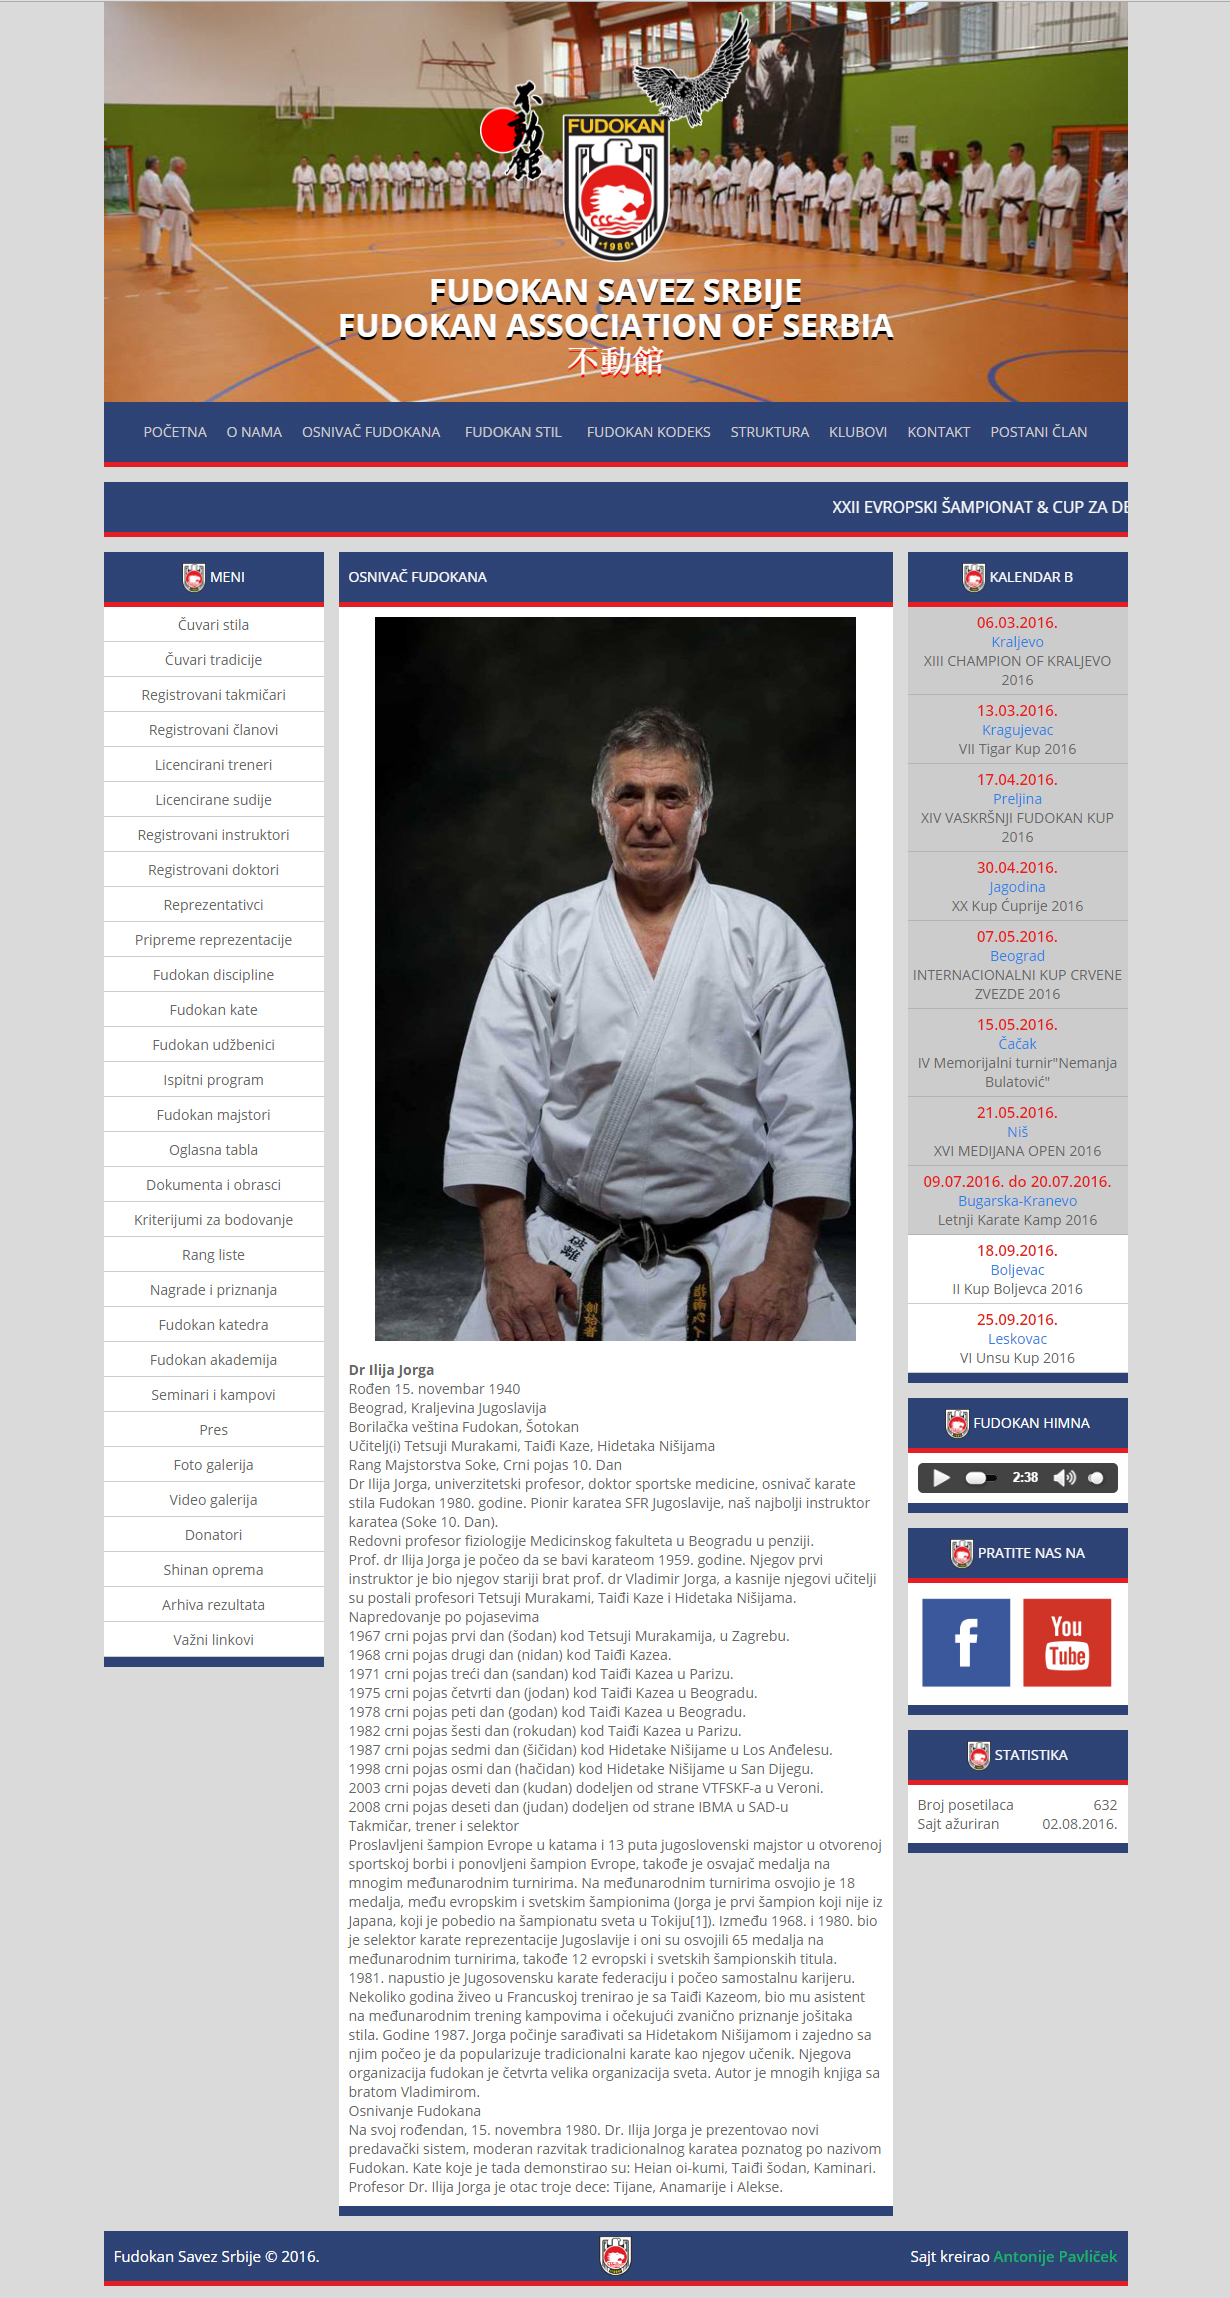 不動館
FUDOKAN
1980
FUDOKAN SAVEZ SRBIJE
FUDOKAN ASSOCIATION OF SERBIA
不動館
POČETNA O NAMA OSNIVAČ FUDOKANA FUDOKAN STIL FUDOKAN KODEKS STRUKTURA KLUBOVI KONTAKT POSTANI ČLAN
XXII EVROPSKI ŠAMPIONAT & CUP ZA DE
MENI
Čuvari stila
Čuvari tradicije
Registrovani takmičari
Registrovani članovi
Licencirani treneri
Licencirane sudije
Registrovani instruktori
Registrovani doktori
Reprezentativci
Pripreme reprezentacije
Fudokan discipline
Fudokan kate
Fudokan udžbenici
Ispitni program
Fudokan majstori
Oglasna tabla
Dokumenta i obrasci
Kriterijumi za bodovanje
Rang liste
Nagrade i priznanja
Fudokan katedra
Fudokan akademija
Seminari i kampovi
Pres
Foto galerija
Video galerija
Donatori
Shinan oprema
Arhiva rezultata
Važni linkovi
OSNIVAČ FUDOKANA
破離
創始者
Dr Ilija Jorga
Rođen 15. novembar 1940
Beograd, Kraljevina Jugoslavija
Borilačka veština Fudokan, Šotokan
Učitelj(i) Tetsuji Murakami, Taiđi Kaze, Hidetaka Nišijama
Rang Majstorstva Soke, Crni pojas 10. Dan
Dr Ilija Jorga, univerzitetski profesor, doktor sportske medicine, osnivač karate
stila Fudokan 1980. godine. Pionir karatea SFR Jugoslavije, naš najbolji instruktor
karatea (Soke 10. Dan).
Redovni profesor fiziologije Medicinskog fakulteta u Beogradu u penziji.
Prof. dr Ilija Jorga je počeo da se bavi karateom 1959. godine. Njegov prvi
instruktor je bio njegov stariji brat prof. dr Vladimir Jorga, a kasnije njegovi učitelji
su postali profesori Tetsuji Murakami, Taiđi Kaze i Hidetaka Nišijama.
Napredovanje po pojasevima
1967 crni pojas prvi dan (šodan) kod Tetsuji Murakamija, u Zagrebu.
1968 crni pojas drugi dan (nidan) kod Taiđi Kazea.
1971 crni pojas treći dan (sandan) kod Taiđi Kazea u Parizu.
1975 crni pojas četvrti dan (jodan) kod Taiđi Kazea u Beogradu.
1978 crni pojas peti dan (godan) kod Taiđi Kazea u Beogradu.
1982 crni pojas šesti dan (rokudan) kod Taiđi Kazea u Parizu.
1987 crni pojas sedmi dan (šičidan) kod Hidetake Nišijame u Los Anđelesu.
1998 crni pojas osmi dan (hačidan) kod Hidetake Nišijame u San Dijegu.
2003 crni pojas deveti dan (kudan) dodeljen od strane VTFSKF-a u Veroni.
2008 crni pojas deseti dan (judan) dodeljen od strane IBMA u SAD-u
Takmičar, trener i selektor
Proslavljeni šampion Evrope u katama i 13 puta jugoslovenski majstor u otvorenoj
sportskoj borbi i ponovljeni šampion Evrope, takođe je osvajač medalja na
mnogim međunarodnim turnirima. Na međunarodnim turnirima osvojio je 18
medalja, među evropskim i svetskim šampionima (Jorga je prvi šampion koji nije iz
Japana, koji je pobedio na šampionatu sveta u Tokiju[1]). Između 1968. i 1980. bio
je selektor karate reprezentacije Jugoslavije i oni su osvojili 65 medalja na
međunarodnim turnirima, takođe 12 evropski i svetskih šampionskih titula.
1981. napustio je Jugosovensku karate federaciju i počeo samostalnu karijeru.
Nekoliko godina živeo u Francuskoj trenirao je sa Taiđi Kazeom, bio mu asistent
na međunarodnim trening kampovima i očekujući zvanično priznanje jošitaka
stila. Godine 1987. Jorga počinje sarađivati sa Hidetakom Nišijamom i zajedno sa
njim počeo je da popularizuje tradicionalni karate kao njegov učenik. Njegova
organizacija fudokan je četvrta velika organizacija sveta. Autor je mnogih knjiga sa
bratom Vladimirom.
Osnivanje Fudokana
Na svoj rođendan, 15. novembra 1980. Dr. Ilija Jorga je prezentovao novi
predavački sistem, moderan razvitak tradicionalnog karatea poznatog po nazivom
Fudokan. Kate koje je tada demonstirao su: Heian oi-kumi, Taiđi šodan, Kaminari.
Profesor Dr. Ilija Jorga je otac troje dece: Tijane, Anamarije i Alekse.
KALENDAR B
06.03.2016.
Kraljevo
XIII CHAMPION OF KRALJEVO
2016
13.03.2016.
Kragujevac
VII Tigar Kup 2016
17.04.2016.
Preljina
XIV VASKRŠNJI FUDOKAN KUP
2016
30.04.2016.
Jagodina
XX Kup Ćuprije 2016
07.05.2016.
Beograd
INTERNACIONALNI KUP CRVENE
ZVEZDE 2016
15.05.2016.
Čačak
IV Memorijalni turnir"Nemanja
Bulatović"
21.05.2016.
Niš
XVI MEDIJANA OPEN 2016
09.07.2016. do 20.07.2016.
Bugarska-Kranevo
Letnji Karate Kamp 2016
18.09.2016.
Boljevac
II Kup Boljevca 2016
25.09.2016.
Leskovac
VI Unsu Kup 2016
FUDOKAN HIMNA
2:38
PRATITE NAS NA
f
You
Tube
STATISTIKA
Broj posetilaca 632
Sajt ažuriran 02.08.2016.
Fudokan Savez Srbije © 2016.
Sajt kreirao Antonije Pavliček